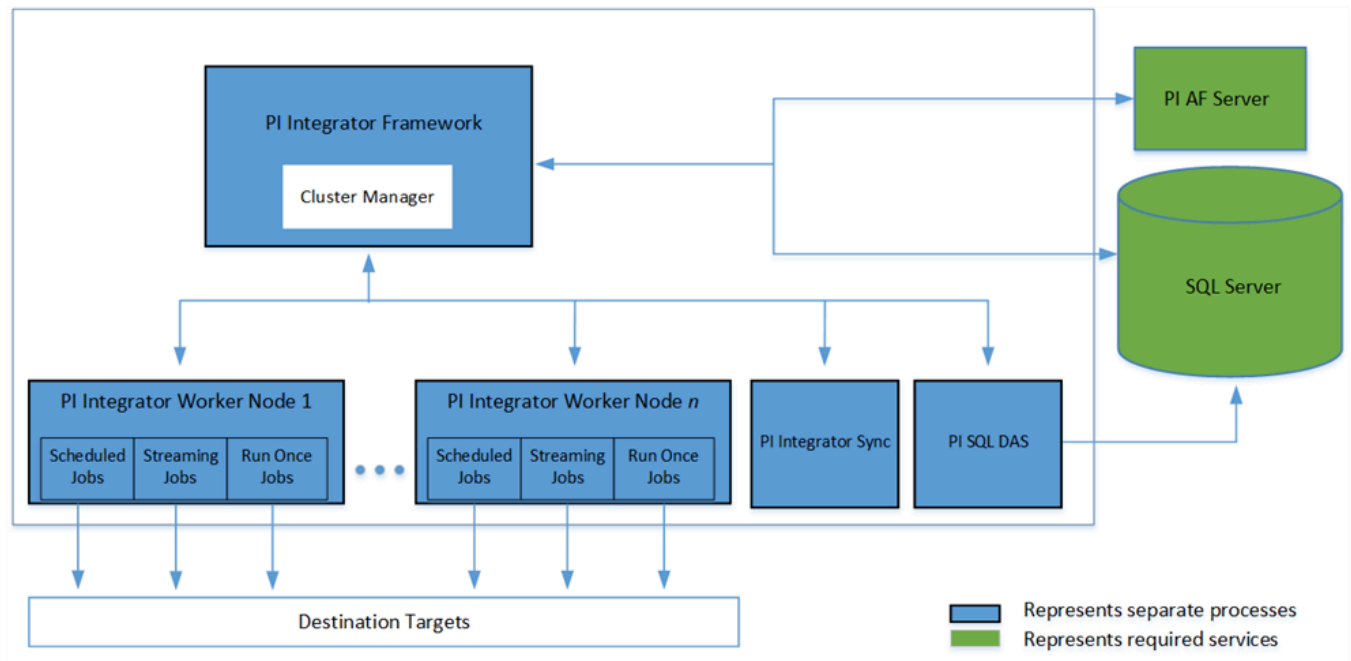 PI Integrator Framework
Cluster Manager
PI AF Server
SQL Server
PI Integrator Worker Node 1
Scheduled
Jobs
Streaming
Jobs
Run Once
Jobs
PI Integrator Worker Node n
Scheduled
Jobs
Streaming
Jobs
Run Once
Jobs
PI Integrator Sync
PI SQL DAS
Destination Targets
Represents separate processes
Represents required services